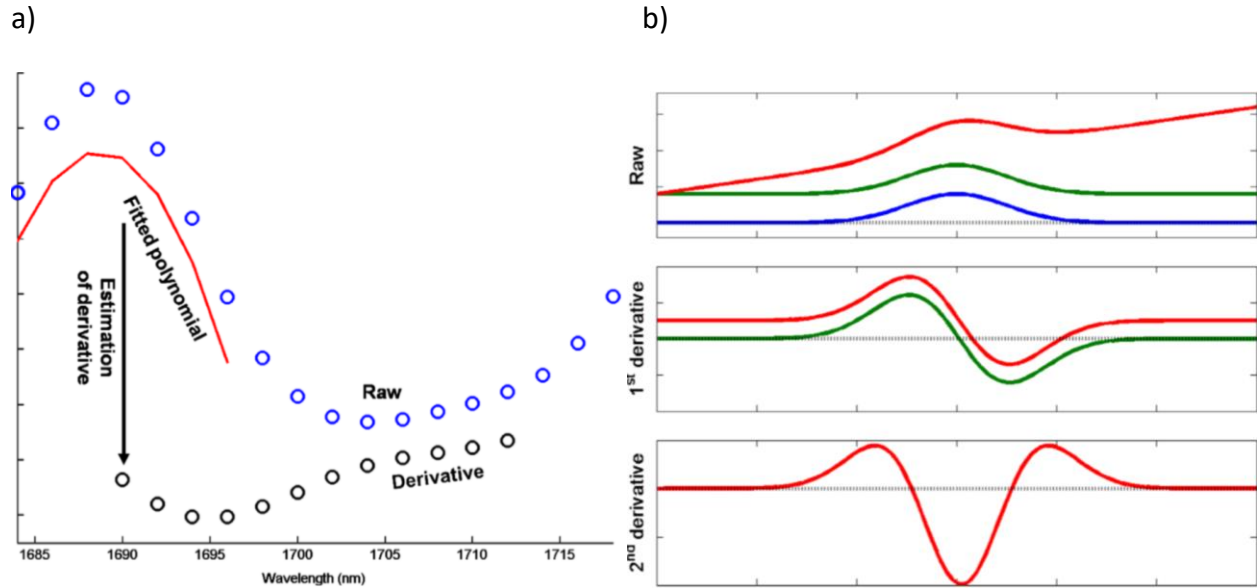 a)
b)
Fitted polynomial
Estimation
of derivative
Raw
Derivative
1685
1690
1695
1700
1705
1710
1715
Wavelength (nm)
Raw
1st derivative
2nd derivative